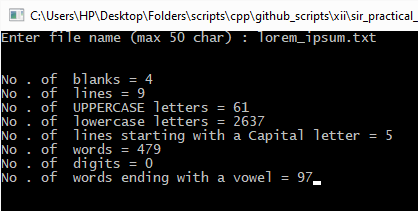 C:\Users\HP\Desktop\Folders\scripts\cpp\github_scripts\xii\sir_practical_
Enter file name (max 50 char) : lorem_ipsum.txt
No . of  blanks = 4
No . of  lines = 9
No . of  UPPERCASE letters = 61
No . of  lowercase letters = 2637
No . of  lines starting with a Capital letter = 5
No . of  words = 479
No . of  digits = 0
No . of  words ending with a vowel = 97